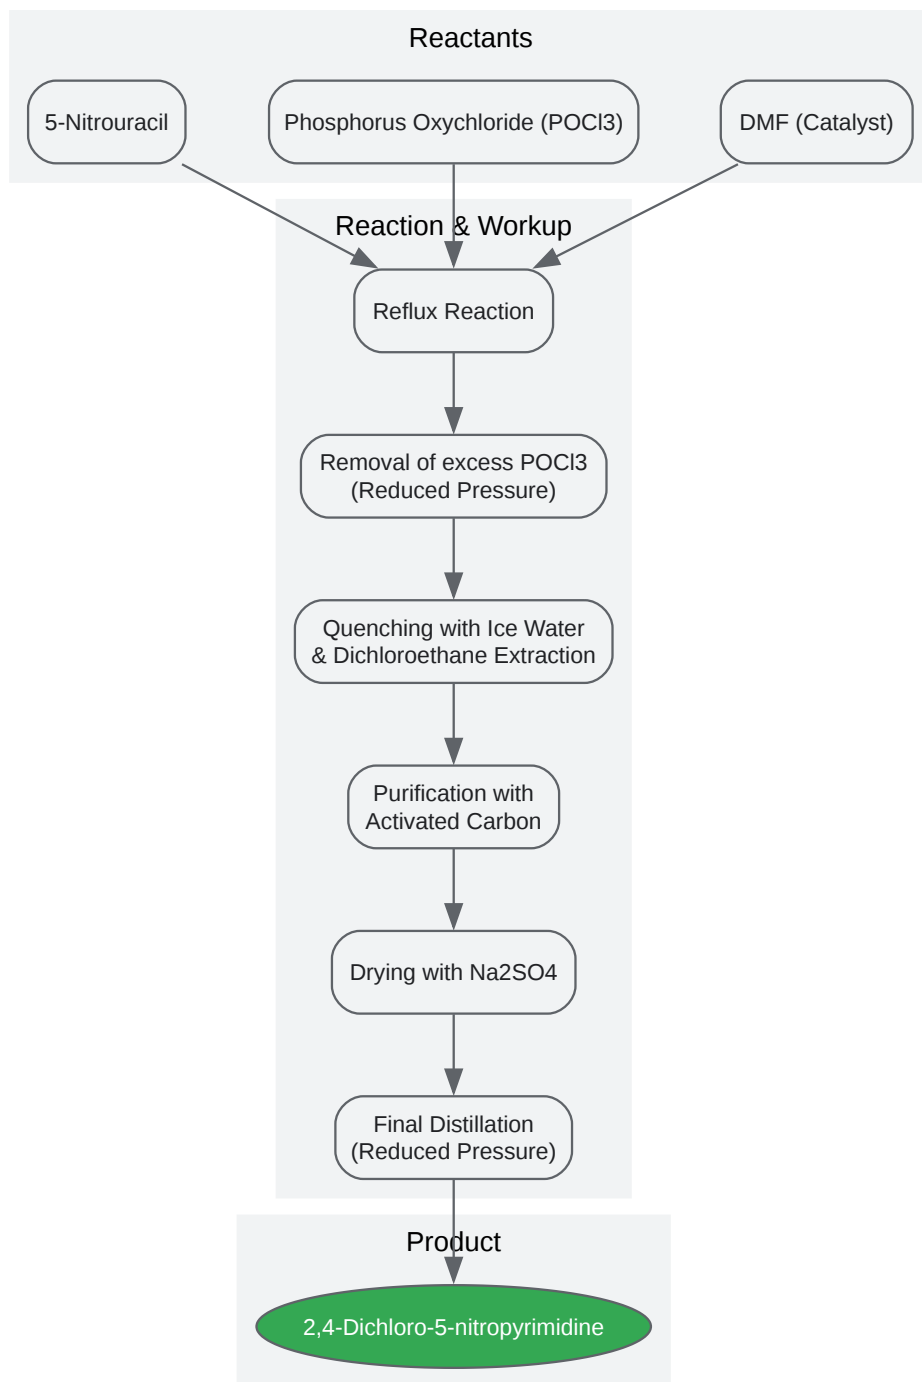 Reactants
5-Nitrouracil
Phosphorus Oxychloride (POCl3)
DMF (Catalyst)
Reaction & Workup
Reflux Reaction
Removal of excess POCl3
(Reduced Pressure)
Quenching with Ice Water
& Dichloroethane Extraction
Purification with
Activated Carbon
Drying with Na2SO4
Final Distillation
(Reduced Pressure)
Product
2,4-Dichloro-5-nitropyrimidine